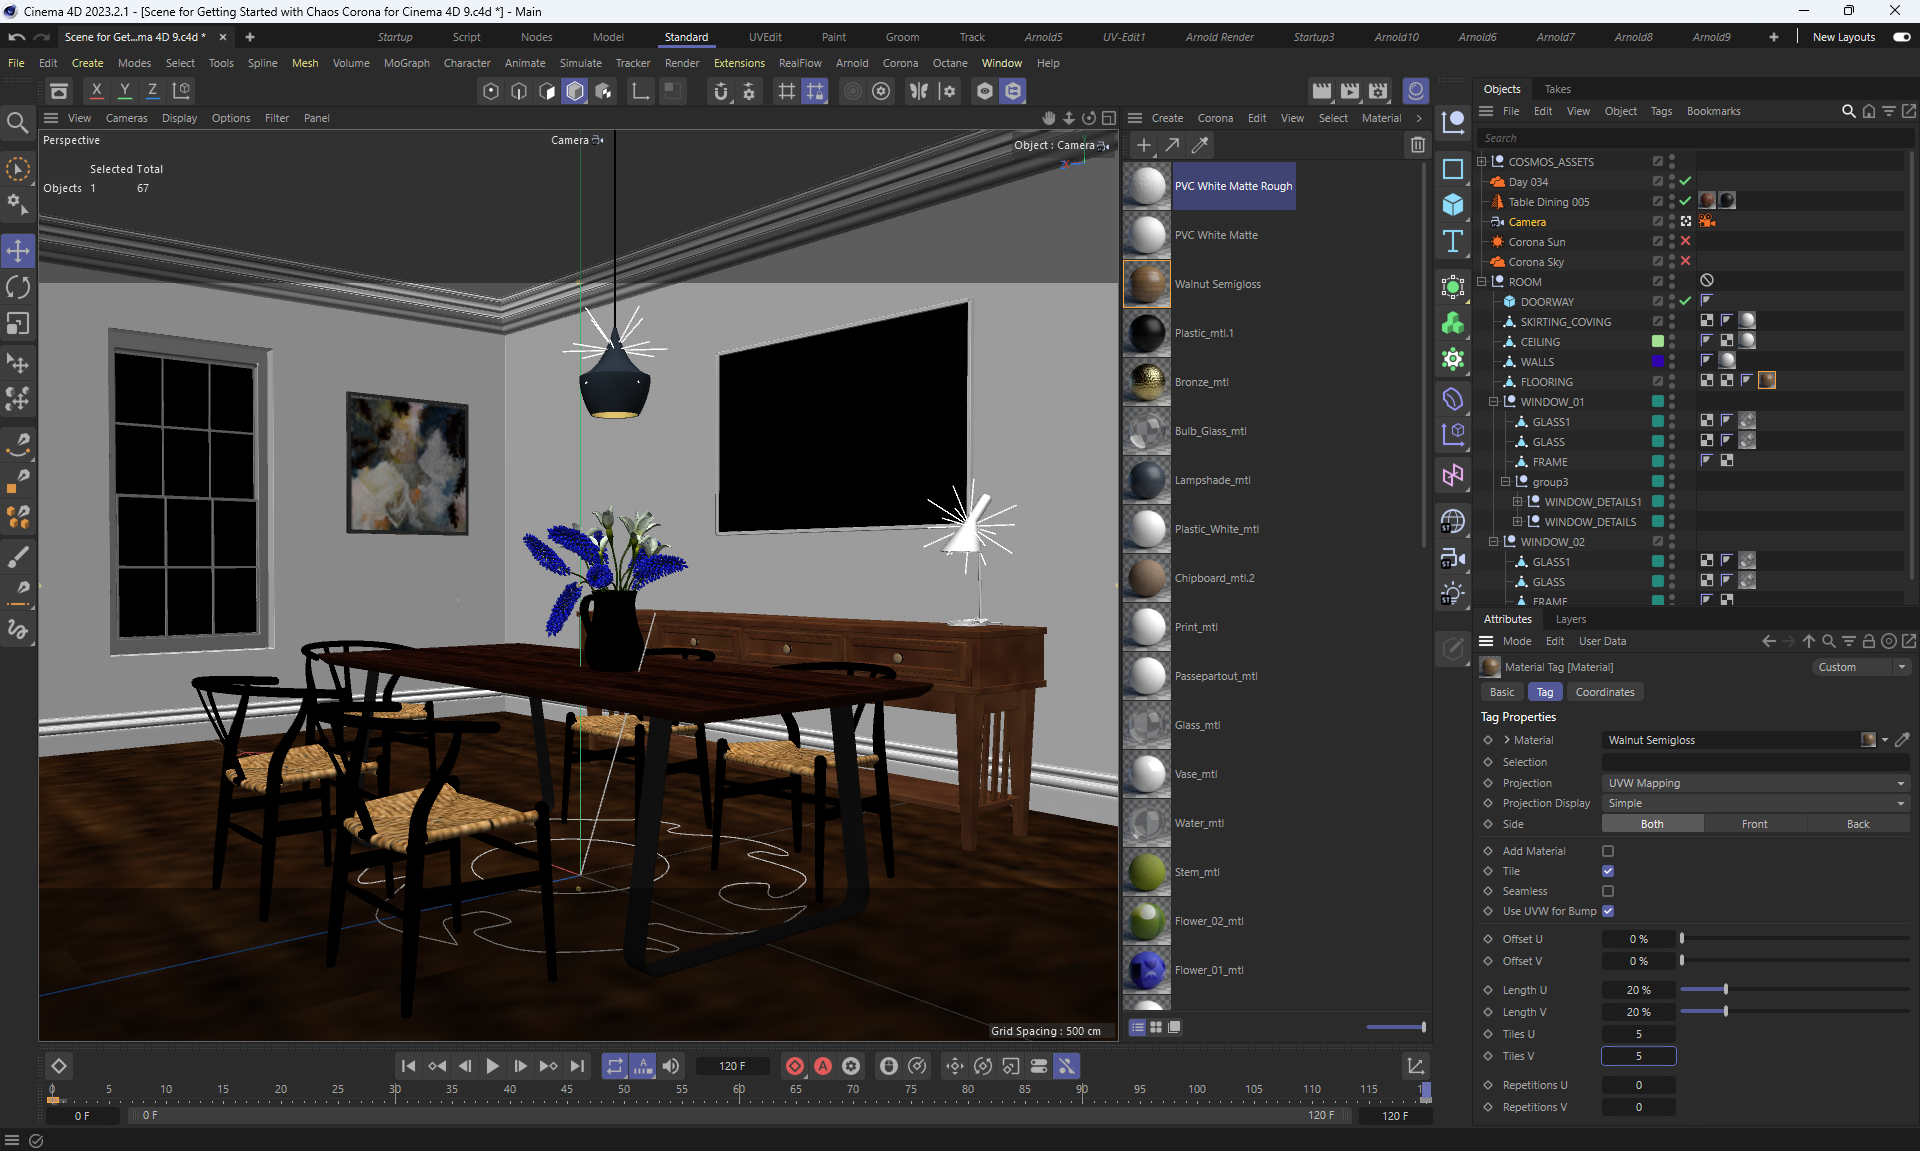 Cinema 4D 2023.2.1 - [Scene for Getting Started with Chaos Corona for Cinema 4D 9.c4d *] - Main
Scene for Get...ma 4D 9.c4d *
Startup Script Nodes Model Standard UVEdit Paint Groom Track Arnold5 UV-Edit1 Arnold Render Startup3 Arnold10 Arnold6 Arnold7 Arnold8 Arnold9 New Layouts
File Edit Create Modes Select Tools Spline Mesh Volume MoGraph Character Animate Simulate Tracker Render Extensions RealFlow Arnold Corona Octane Window Help
X Y Z
View Cameras Display Options Filter Panel
Perspective
Camera
Object : Camera
Selected Total
Objects 1 67
Grid Spacing : 500 cm
Create Corona Edit View Select Material
PVC White Matte Rough
PVC White Matte
Walnut Semigloss
Plastic_mtl.1
Bronze_mtl
Bulb_Glass_mtl
Lampshade_mtl
Plastic_White_mtl
Chipboard_mtl.2
Print_mtl
Passepartout_mtl
Glass_mtl
Vase_mtl
Water_mtl
Stem_mtl
Flower_02_mtl
Flower_01_mtl
ST
ST
ST
Objects Takes
File Edit View Object Tags Bookmarks
Search
COSMOS_ASSETS
Day 034
Table Dining 005
Camera
Corona Sun
Corona Sky
ROOM
DOORWAY
SKIRTING_COVING
CEILING
WALLS
FLOORING
WINDOW_01
GLASS1
GLASS
FRAME
group3
WINDOW_DETAILS1
WINDOW_DETAILS
WINDOW_02
GLASS1
GLASS
FRAME
Attributes Layers
Mode Edit User Data
Material Tag [Material]
Custom
Basic Tag Coordinates
Tag Properties
Material Walnut Semigloss
Selection
Projection UVW Mapping
Projection Display Simple
Side Both Front Back
Add Material
Tile
Seamless
Use UVW for Bump
Offset U 0 %
Offset V 0 %
Length U 20 %
Length V 20 %
Tiles U 5
Tiles V 5
Repetitions U 0
Repetitions V 0
120 F
0 5 10 15 20 25 30 35 40 45 50 55 60 65 70 75 80 85 90 95 100 105 110 115
0 F 0 F 120 F 120 F